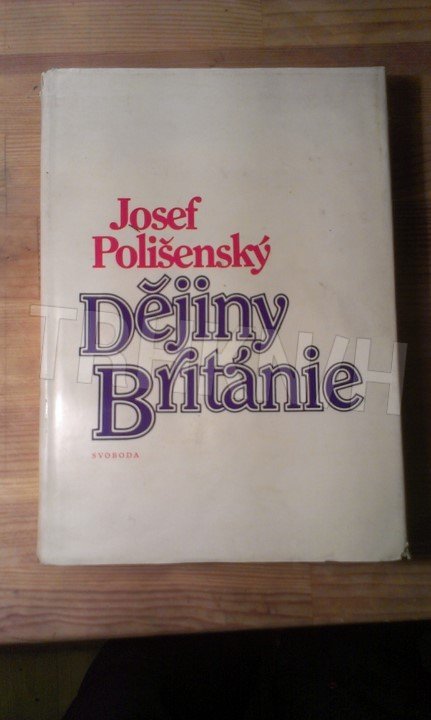 Josef
Polišenský
Dějiny
Británie
SVOBODA